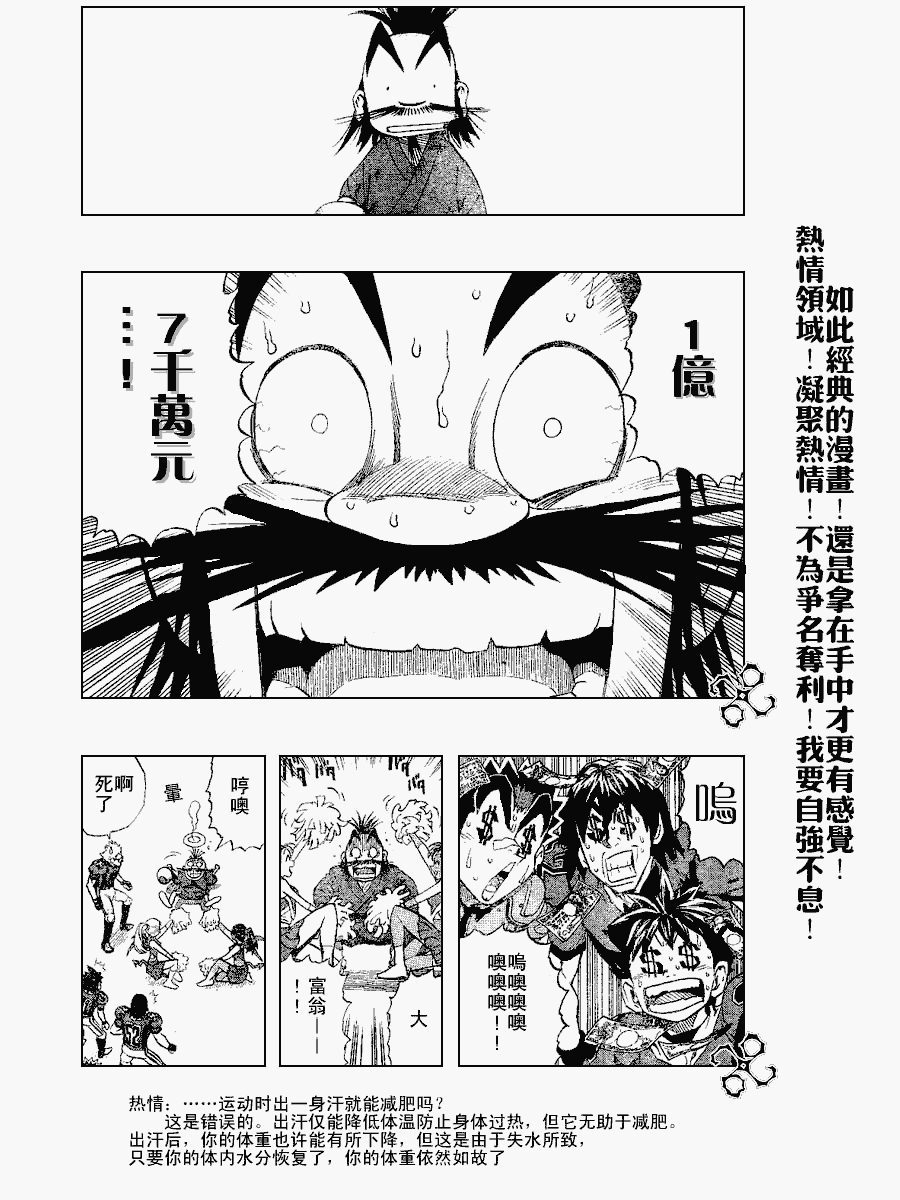 1億
7千萬元
…!
嗚
嗚噢噢噢
噢噢噢!
大
富翁——
!!
哼噢
暈
啊
死了
如此經典的漫畫!還是拿在手中才更有感覺!
熱情領域!凝聚熱情!不為爭名奪利!我要自強不息!
热情:……运动时出一身汗就能减肥吗?
这是错误的。出汗仅能降低体温防止身体过热,但它无助于减肥。
出汗后,你的体重也许能有所下降,但这是由于失水所致,
只要你的体内水分恢复了,你的体重依然如故了